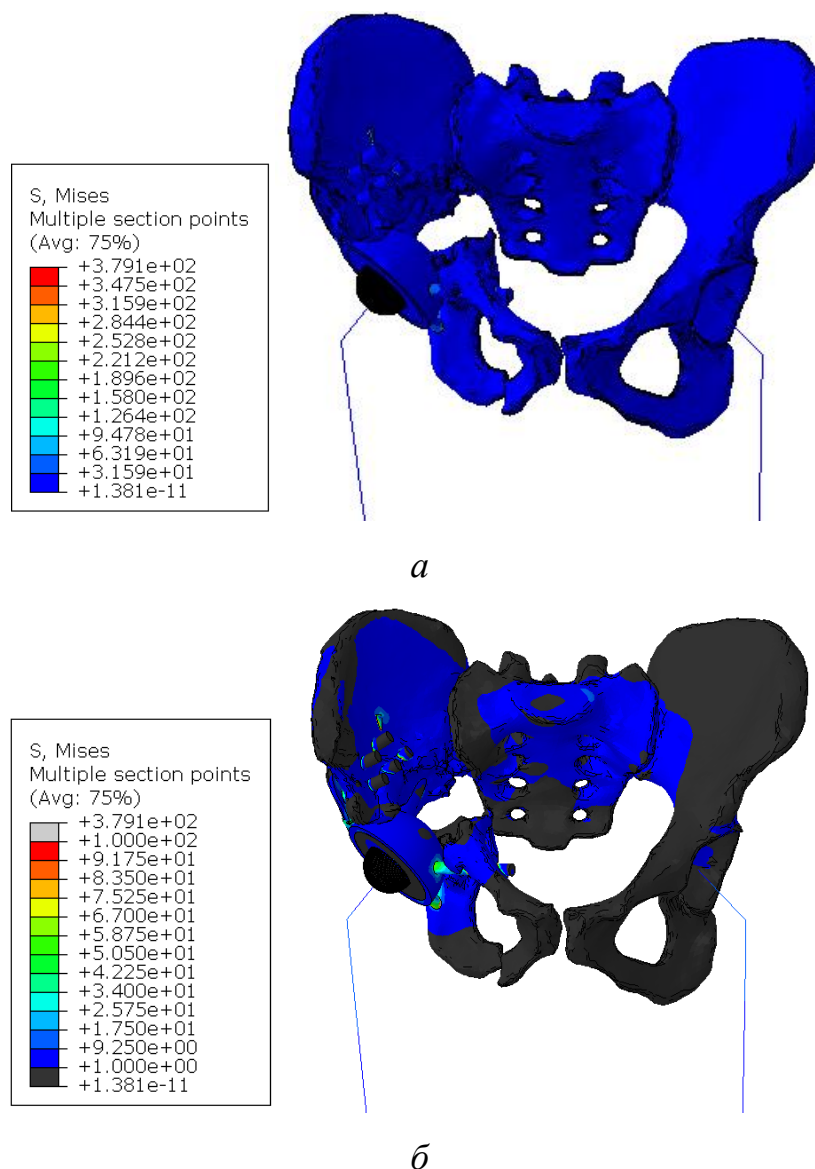 S, Mises
Multiple section points
(Avg: 75%)
+3.791e+02
+3.475e+02
+3.159e+02
+2.844e+02
+2.528e+02
+2.212e+02
+1.896e+02
+1.580e+02
+1.264e+02
+9.478e+01
+6.319e+01
+3.159e+01
+1.381e-11
а
S, Mises
Multiple section points
(Avg: 75%)
+3.791e+02
+1.000e+02
+9.175e+01
+8.350e+01
+7.525e+01
+6.700e+01
+5.875e+01
+5.050e+01
+4.225e+01
+3.400e+01
+2.575e+01
+1.750e+01
+9.250e+00
+1.000e+00
+1.381e-11
б